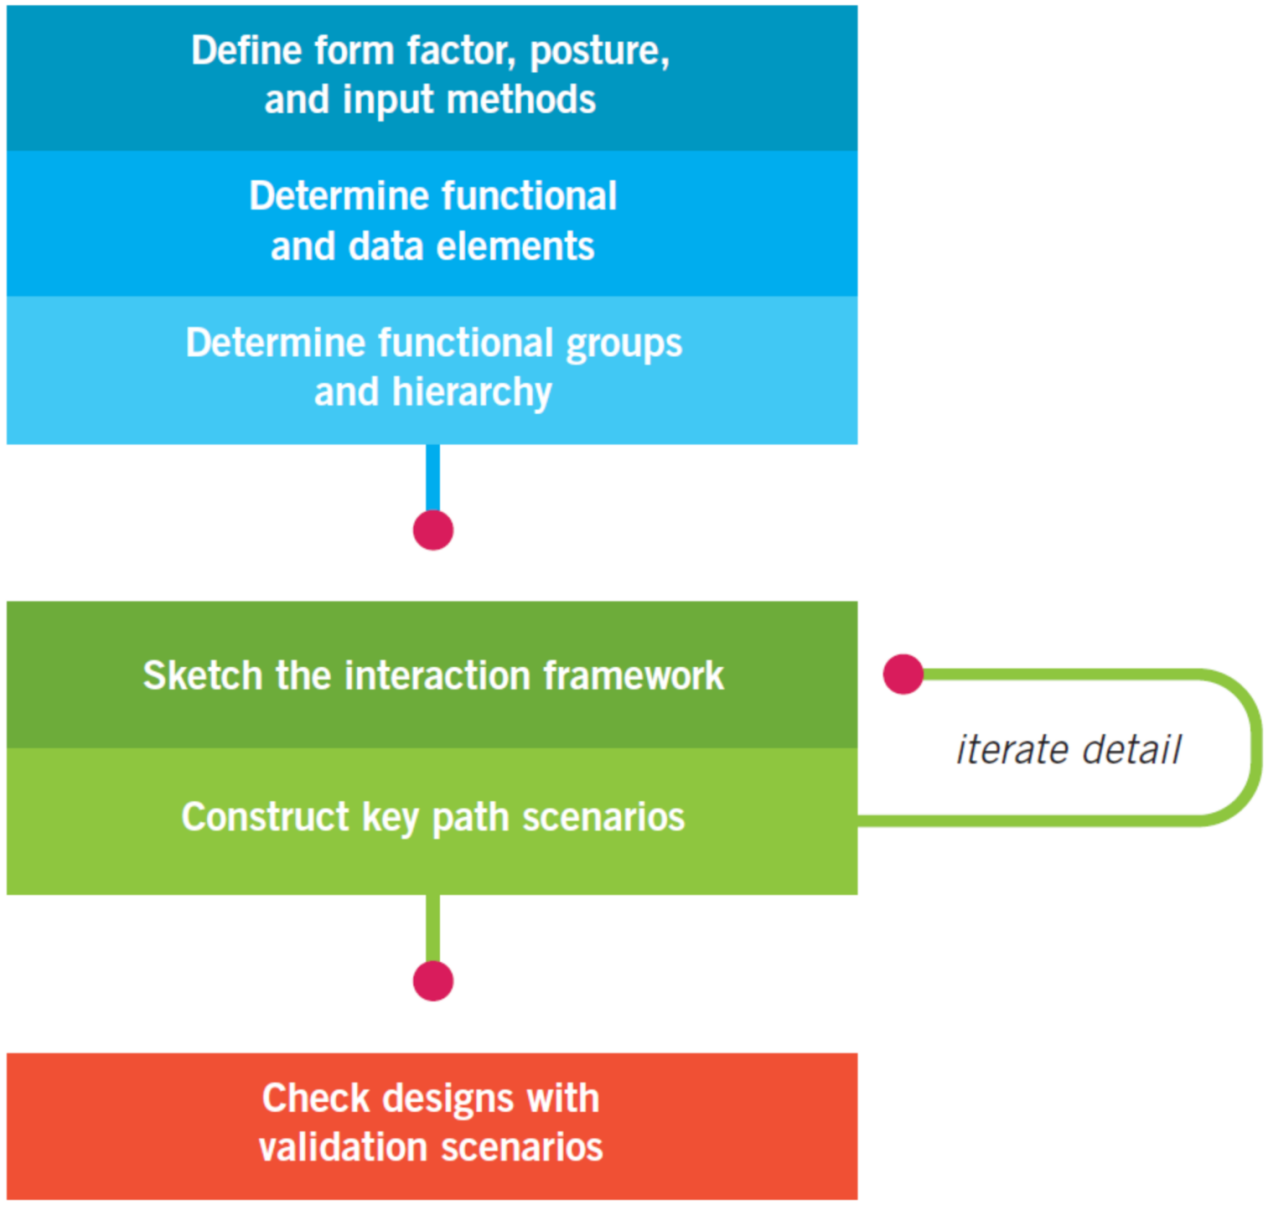 Define form factor, posture,
and input methods
Determine functional
and data elements
Determine functional groups
and hierarchy
Sketch the interaction framework
iterate detail
Construct key path scenarios
Check designs with
validation scenarios